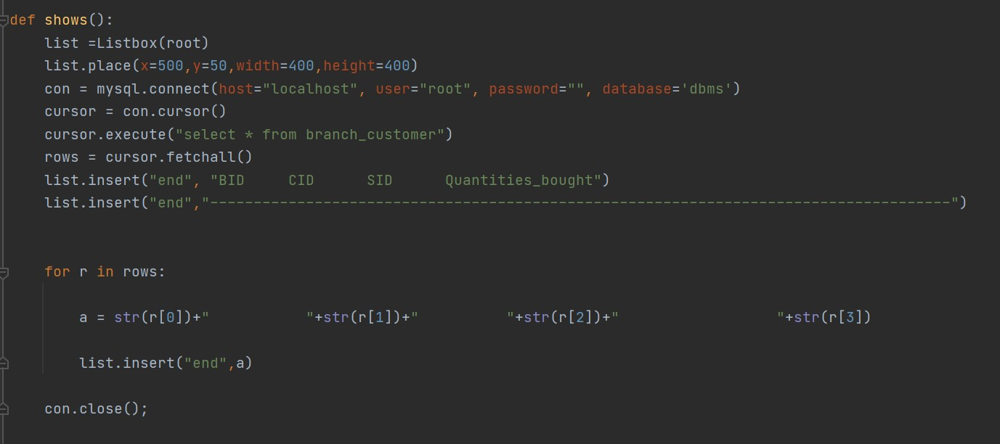 def shows():
    list =Listbox(root)
    list.place(x=500,y=50,width=400,height=400)
    con = mysql.connect(host="localhost", user="root", password="", database='dbms')
    cursor = con.cursor()
    cursor.execute("select * from branch_customer")
    rows = cursor.fetchall()
    list.insert("end", "BID     CID      SID      Quantities_bought")
    list.insert("end","-------------------------------------------------------------------------------------")
    for r in rows:
        a = str(r[0])+"           "+str(r[1])+"          "+str(r[2])+"                  "+str(r[3])
        list.insert("end",a)
    con.close();